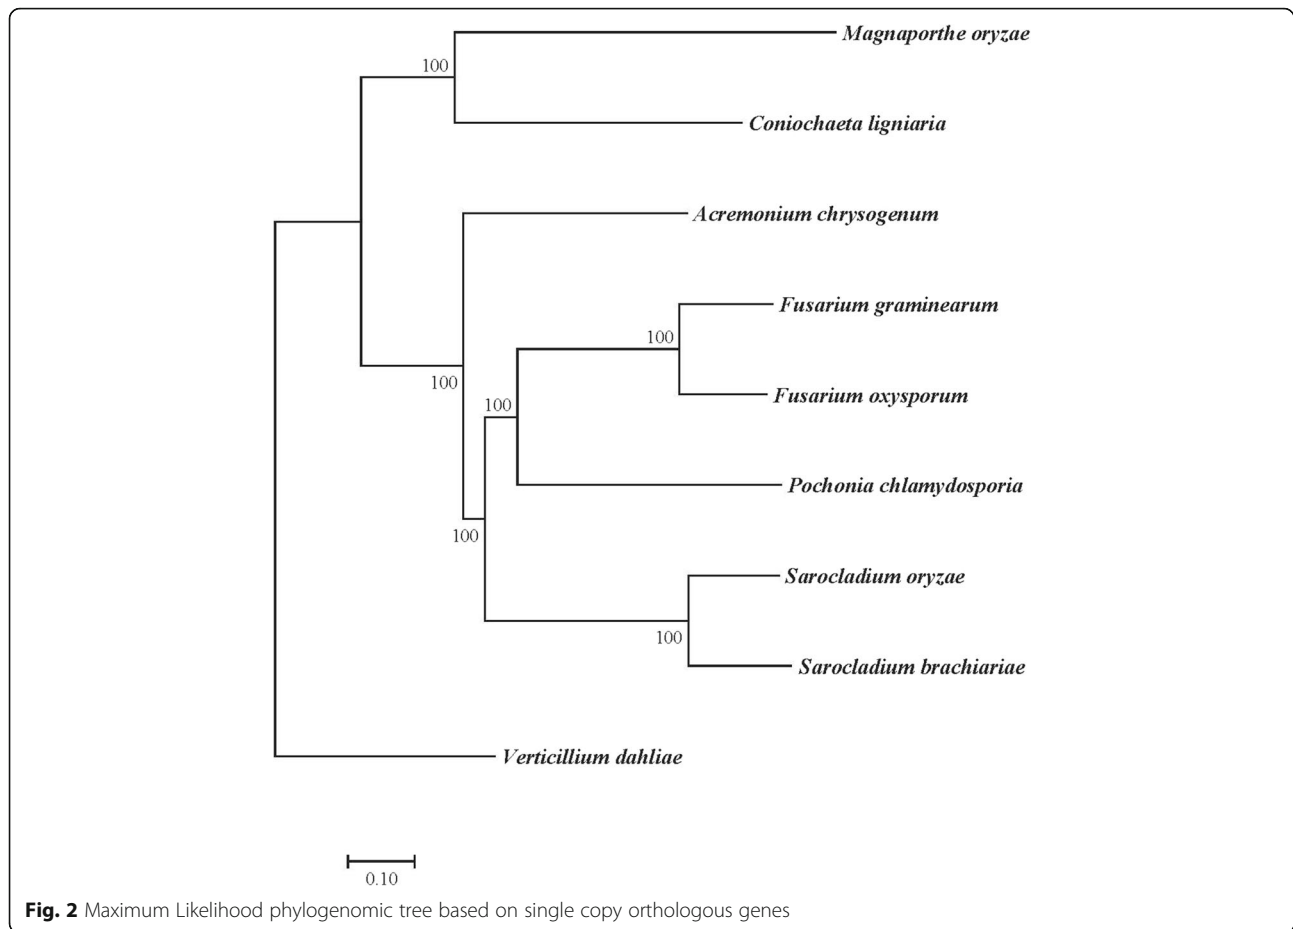 Magnaporthe oryzae
100
Coniochaeta ligniaria
Acremonium chrysogenum
Fusarium graminearum
100
100
Fusarium oxysporum
100
Pochonia chlamydosporia
100
Sarocladium oryzae
100
Sarocladium brachiariae
Verticillium dahliae
0.10
Fig. 2 Maximum Likelihood phylogenomic tree based on single copy orthologous genes